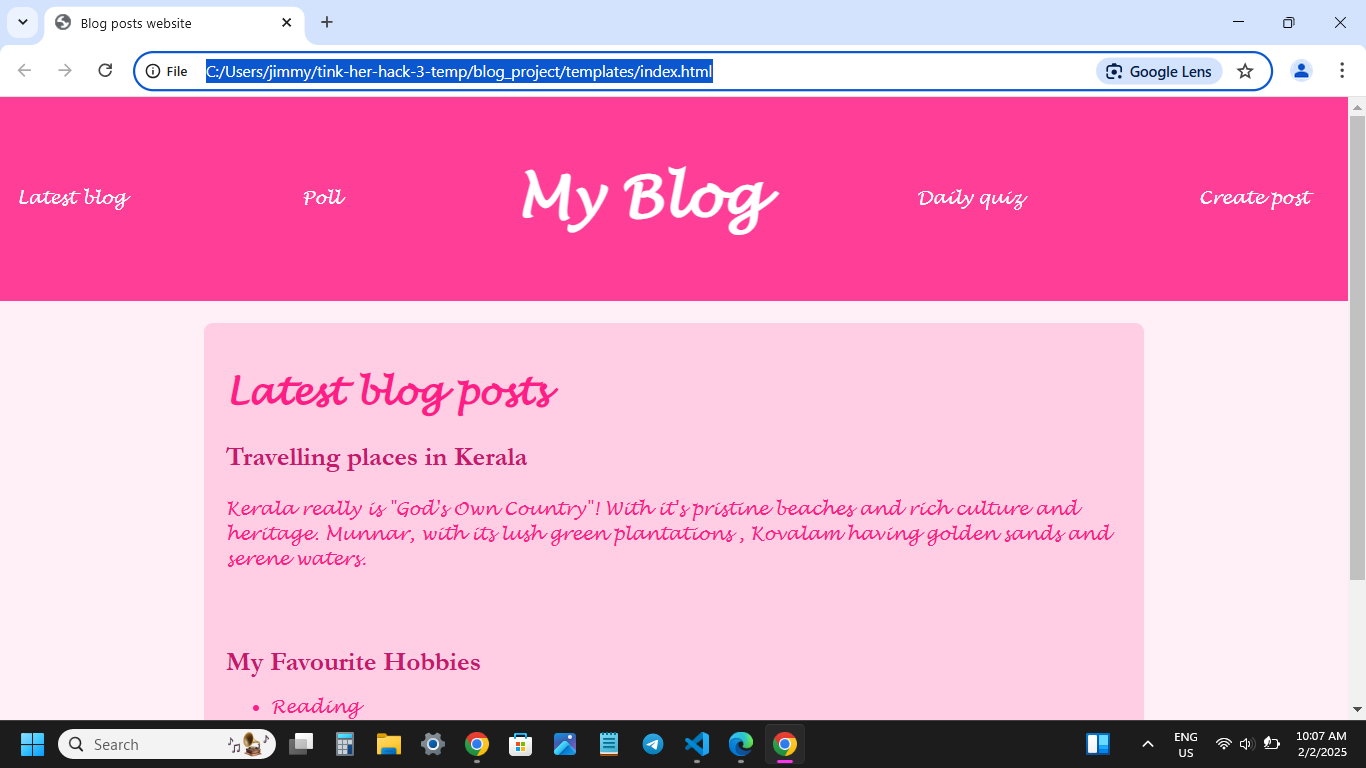 Blog posts website
File
C:/Users/jimmy/tink-her-hack-3-temp/blog_project/templates/index.html
Google Lens
Latest blog
Poll
My Blog
Daily quiz
Create post
Latest blog posts
Travelling places in Kerala
Kerala really is "God's Own Country"! With it's pristine beaches and rich culture and
heritage. Munnar, with its lush green plantations , Kovalam having golden sands and
serene waters.
My Favourite Hobbies
• Reading
Search
ENG
US
10:07 AM
2/2/2025